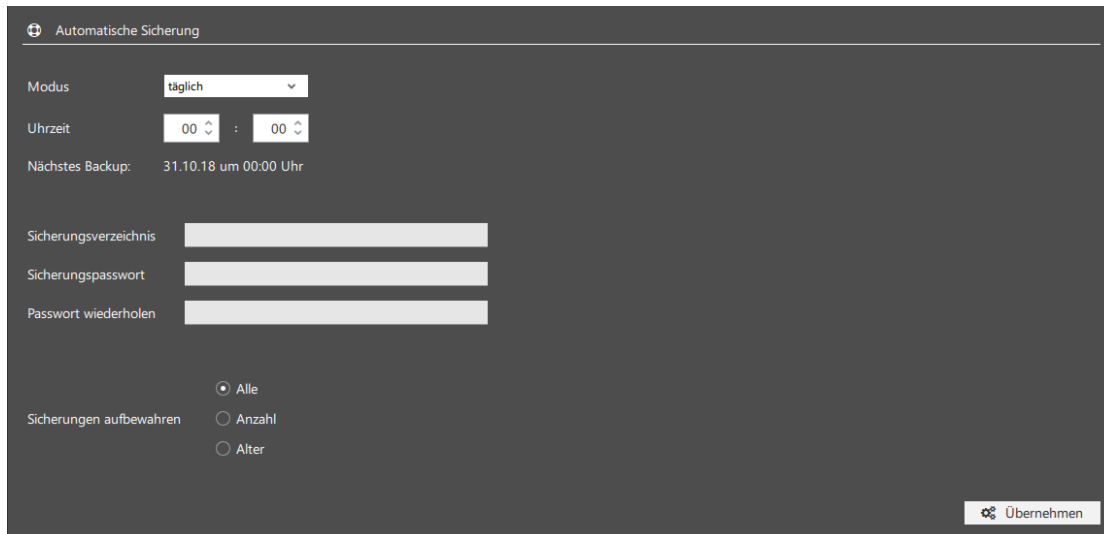 Automatische Sicherung
Modus täglich
Uhrzeit 00 : 00
Nächstes Backup: 31.10.18 um 00:00 Uhr
Sicherungsverzeichnis
Sicherungspasswort
Passwort wiederholen
Alle
Sicherungen aufbewahren Anzahl
Alter
Übernehmen